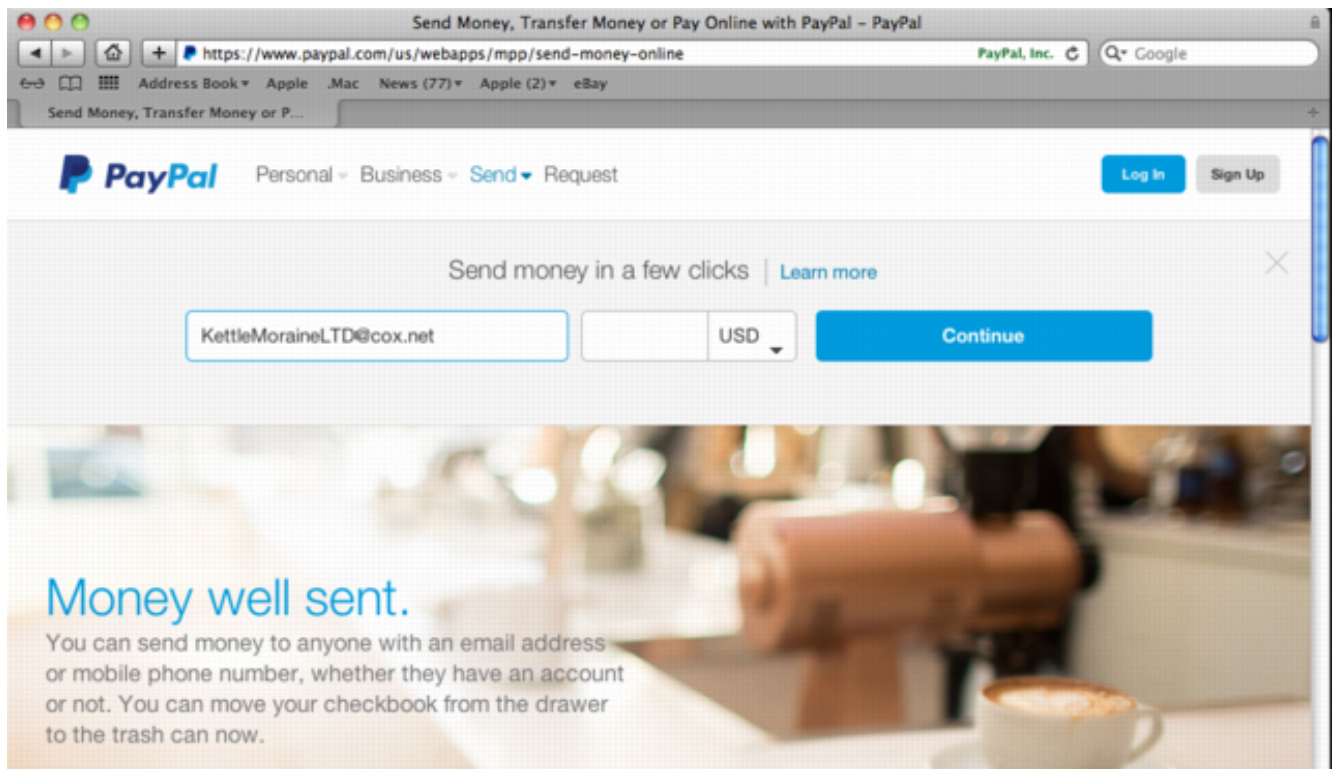 Send Money, Transfer Money or Pay Online with PayPal – PayPal
https://www.paypal.com/us/webapps/mpp/send-money-online PayPal, Inc. Google
Address Book Apple .Mac News (77) Apple (2) eBay
Send Money, Transfer Money or P...
PayPal Personal Business Send Request Log In Sign Up
Send money in a few clicks | Learn more
KettleMoraineLTD@cox.net USD Continue
Money well sent.
You can send money to anyone with an email address
or mobile phone number, whether they have an account
or not. You can move your checkbook from the drawer
to the trash can now.